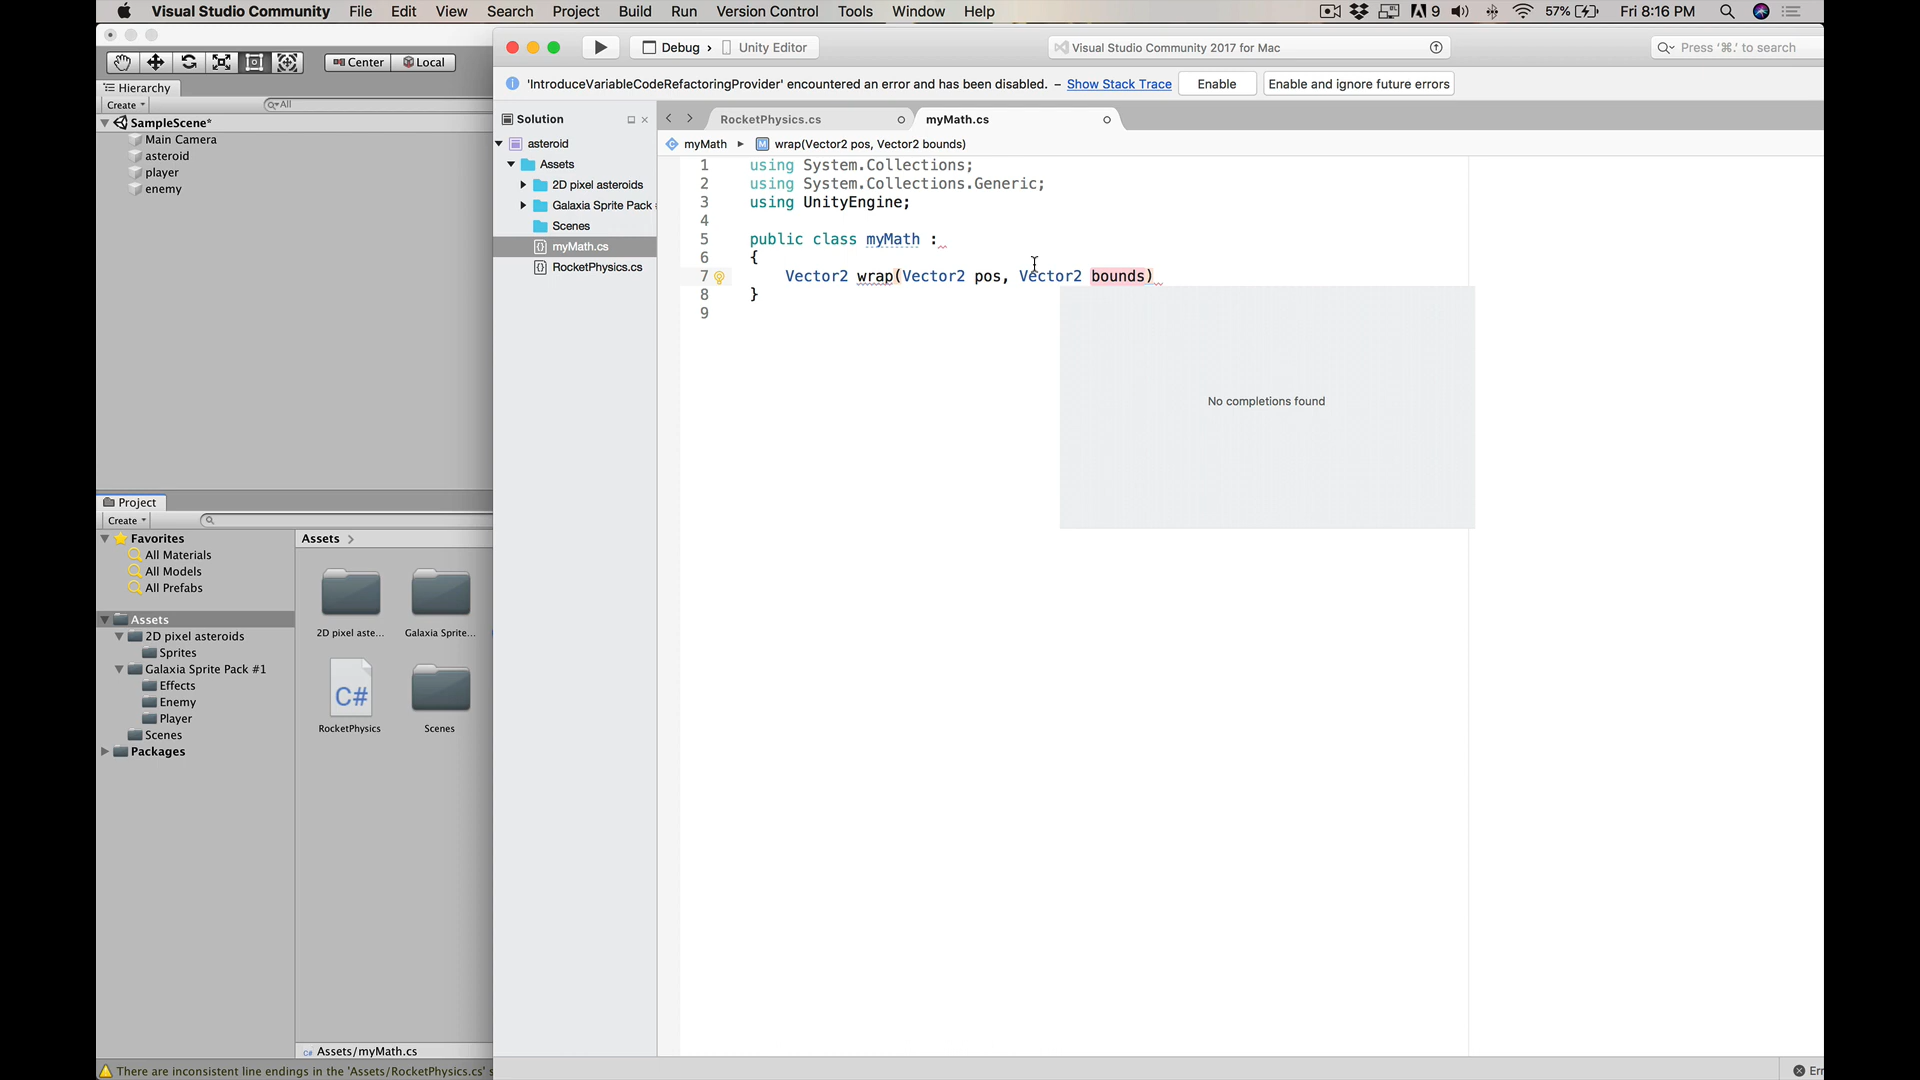 Visual Studio Community File Edit View Search Project Build Run Version Control Tools Window Help 9 57% Fri 8:16 PM
Center Local
Debug › Unity Editor
Visual Studio Community 2017 for Mac
Press '⌘.' to search
'IntroduceVariableCodeRefactoringProvider' encountered an error and has been disabled. – Show Stack Trace Enable Enable and ignore future errors
Hierarchy
Create All
SampleScene*
Main Camera
asteroid
player
enemy
Project
Create
Favorites
All Materials
All Models
All Prefabs
Assets
2D pixel asteroids
Sprites
Galaxia Sprite Pack #1
Effects
Enemy
Player
Scenes
Packages
Assets
2D pixel aste...
Galaxia Sprite...
C#
RocketPhysics
Scenes
C# Assets/myMath.cs
There are inconsistent line endings in the 'Assets/RocketPhysics.cs' s
Solution
asteroid
Assets
2D pixel asteroids
Galaxia Sprite Pack
Scenes
myMath.cs
RocketPhysics.cs
RocketPhysics.cs myMath.cs
myMath ▸ wrap(Vector2 pos, Vector2 bounds)
1 using System.Collections;
2 using System.Collections.Generic;
3 using UnityEngine;
4
5 public class myMath :
6 {
7 Vector2 wrap(Vector2 pos, Vector2 bounds)
8 }
9
No completions found
Err